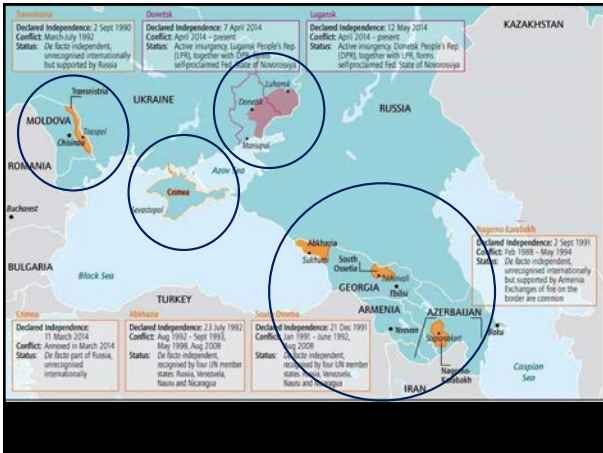 Transnistria
Declared Independence: 2 Sept 1990
Conflict: March-July 1992
Status: De facto independent,
unrecognised internationally
but supported by Russia
Donetsk
Declared Independence: 7 April 2014
Conflict: April 2014 – present
Status: Active insurgency. Lugansk People's Rep.
(LPR), together with DPR, forms
self-proclaimed Fed. State of Novorossiya
Lugansk
Declared Independence: 12 May 2014
Conflict: April 2014 – present
Status: Active insurgency. Donetsk People's Rep.
(DPR), together with LPR, forms
self-proclaimed Fed. State of Novorossiya
KAZAKHSTAN
Transnistria
UKRAINE
Luhansk
Donetsk
RUSSIA
MOLDOVA
Tiraspol
Chisinau
Mariupol
ROMANIA
Azov Sea
Crimea
Sevastopol
Bucharest
Abkhazia
Sukhumi
South
Ossetia
Tskhinvali
GEORGIA
Tbilisi
Nagorno-Karabakh
Declared Independence: 2 Sept 1991
Conflict: Feb 1988 – May 1994
Status: De facto independent,
unrecognised internationally
but supported by Armenia.
Exchanges of fire on the
border are common
BULGARIA
Black Sea
TURKEY
ARMENIA
AZERBAIJAN
Yerevan
Stepanakert
Baku
Nagorno-
Karabakh
Caspian
Sea
IRAN
Crimea
Declared Independence:
11 March 2014
Conflict: Annexed in March 2014
Status: De facto part of Russia,
unrecognised
internationally
Abkhazia
Declared Independence: 23 July 1992
Conflict: Aug 1992 – Sept 1993,
May 1998, Aug 2008
Status: De facto independent,
recognised by four UN member
states: Russia, Venezuela,
Nauru and Nicaragua
South Ossetia
Declared Independence: 21 Dec 1991
Conflict: Jan 1991 – June 1992,
Aug 2008
Status: De facto independent,
recognised by four UN member
states: Russia, Venezuela,
Nauru and Nicaragua